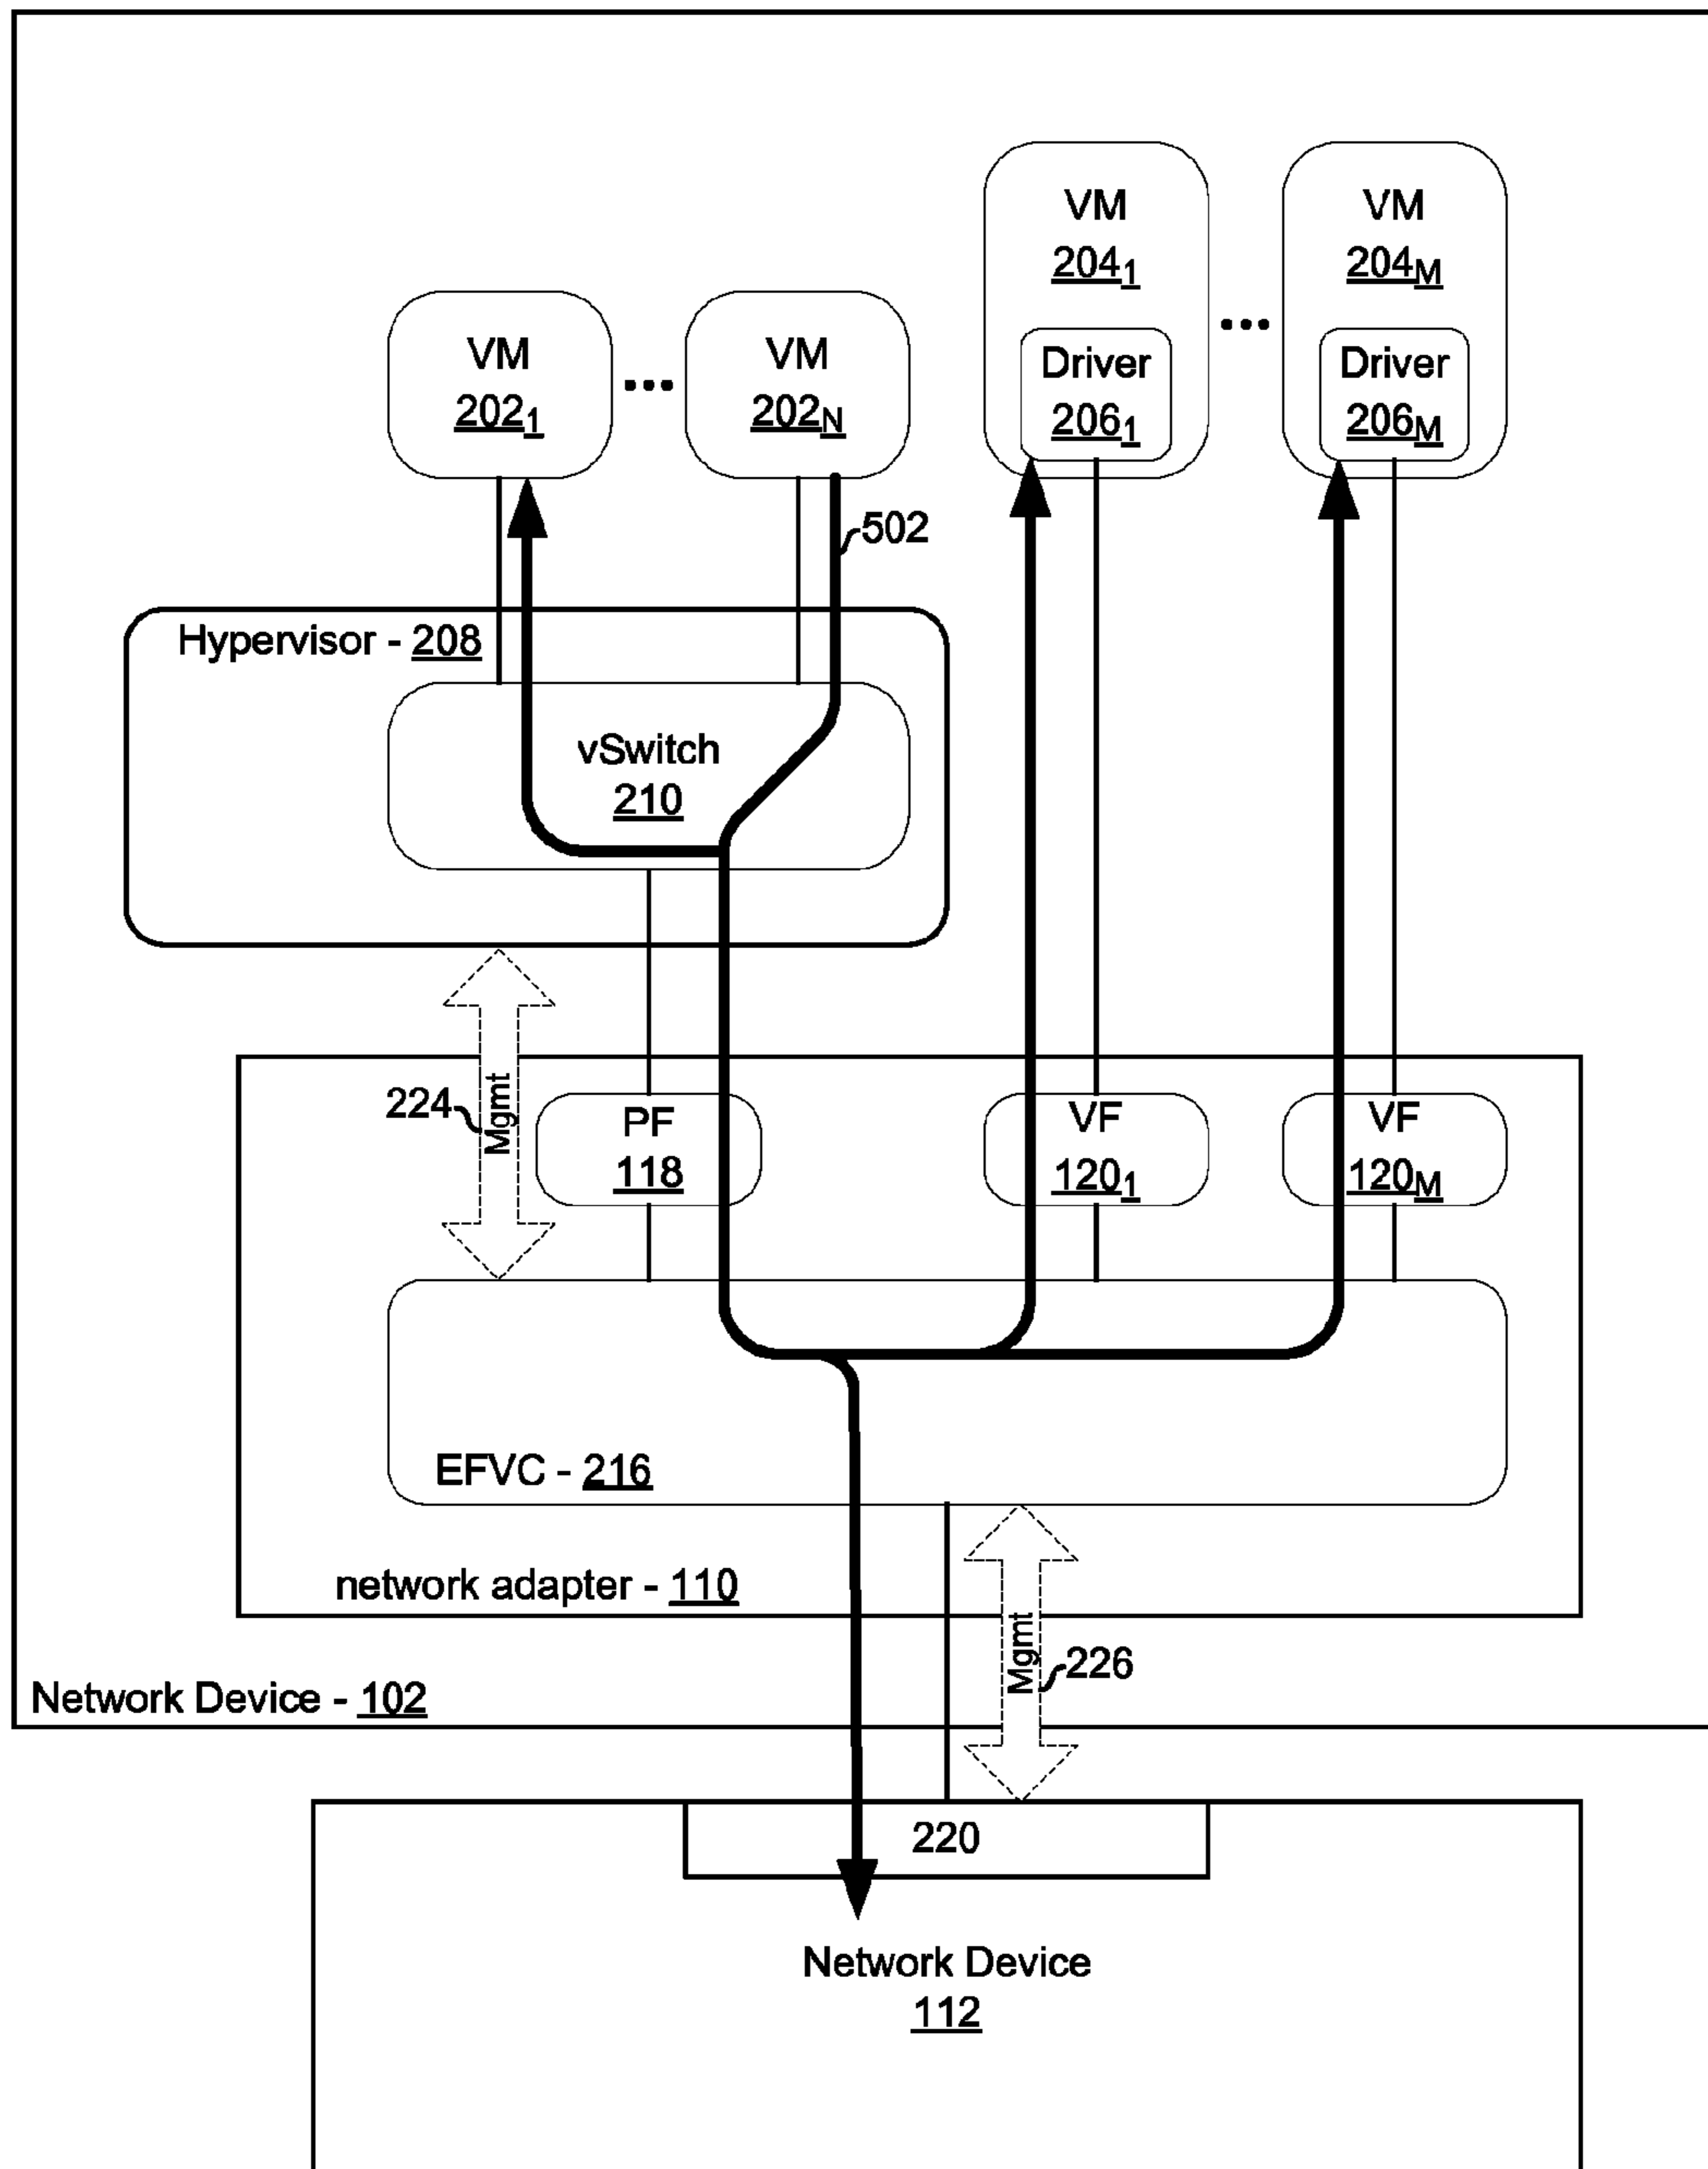 VM
204₁
VM
204M
...
VM
202₁
...
VM
202N
Driver
206₁
Driver
206M
502
Hypervisor - 208
vSwitch
210
224
Mgmt
PF
118
VF
120₁
VF
120M
EFVC - 216
network adapter - 110
Mgmt
226
Network Device - 102
220
Network Device
112